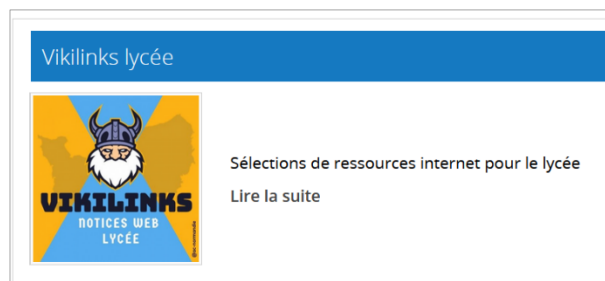 Vikilinks lycée
VIKILINKS
NOTICES WEB
LYCÉE
Sélections de ressources internet pour le lycée
Lire la suite